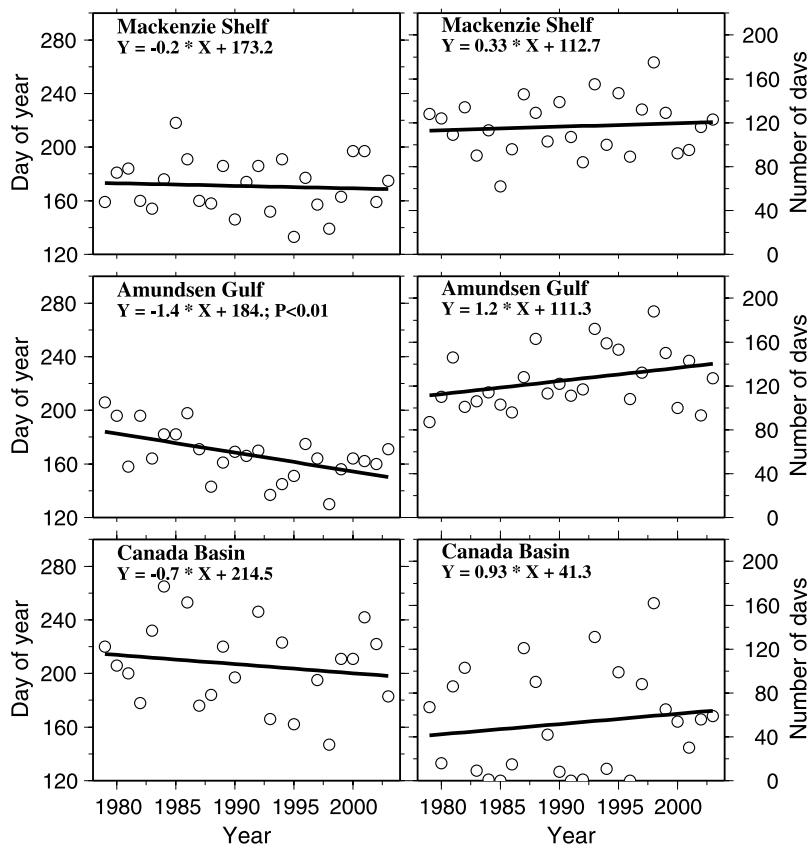 Mackenzie Shelf
Y = -0.2 * X + 173.2
280
240
200
160
120
Day of year
Mackenzie Shelf
Y = 0.33 * X + 112.7
200
160
120
80
40
0
Number of days
Amundsen Gulf
Y = -1.4 * X + 184.; P<0.01
280
240
200
160
120
Day of year
Amundsen Gulf
Y = 1.2 * X + 111.3
200
160
120
80
40
0
Number of days
Canada Basin
Y = -0.7 * X + 214.5
280
240
200
160
120
Day of year
1980 1985 1990 1995 2000
Year
Canada Basin
Y = 0.93 * X + 41.3
200
160
120
80
40
0
Number of days
1980 1985 1990 1995 2000
Year